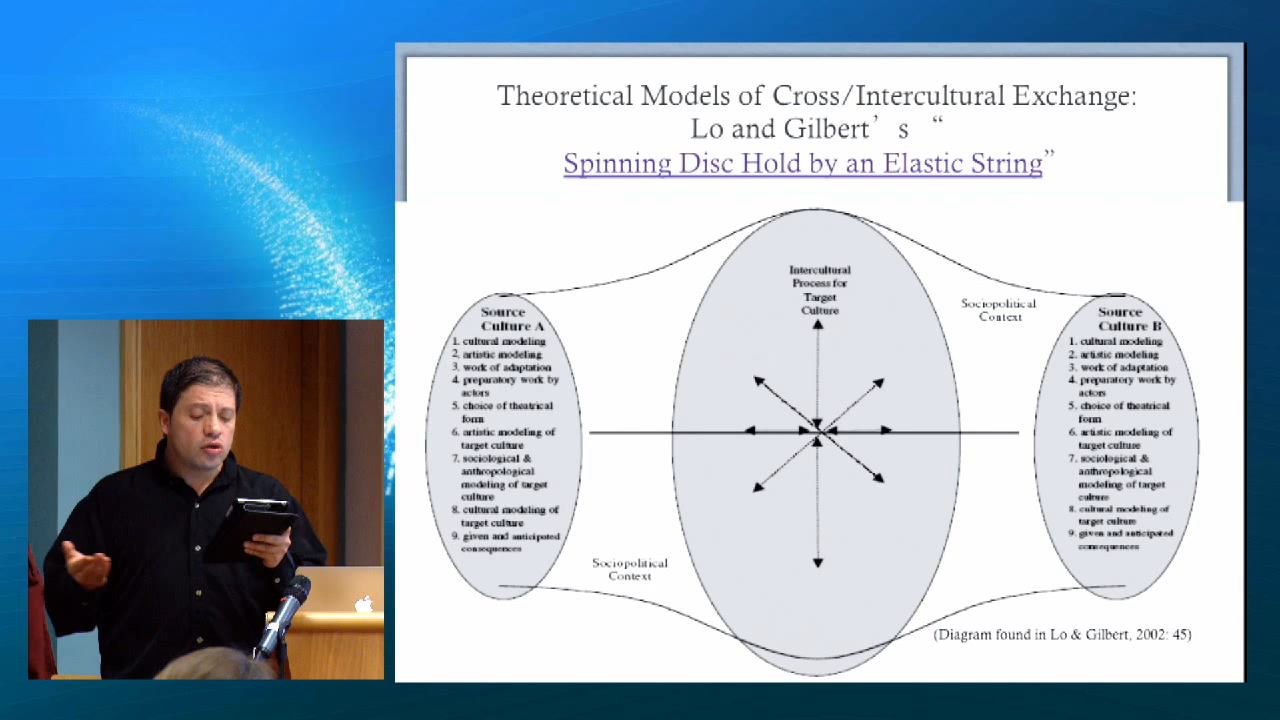 Theoretical Models of Cross/Intercultural Exchange:
Lo and Gilbert’ s “
Spinning Disc Hold by an Elastic String”
Intercultural
Process for
Target
Culture
Sociopolitical
Context
Source
Culture A
1. cultural modeling
2. artistic modeling
3. work of adaptation
4. preparatory work by
actors
5. choice of theatrical
form
6. artistic modeling of
target culture
7. sociological &
anthropological
modeling of target
culture
8. cultural modeling of
target culture
9. given and anticipated
consequences
Source
Culture B
1. cultural modeling
2. artistic modeling
3. work of adaptation
4. preparatory work by
actors
5. choice of theatrical
form
6. artistic modeling of
target culture
7. sociological &
anthropological
modeling of target
culture
8. cultural modeling of
target culture
9. given and anticipated
consequences
Sociopolitical
Context
(Diagram found in Lo & Gilbert, 2002: 45)